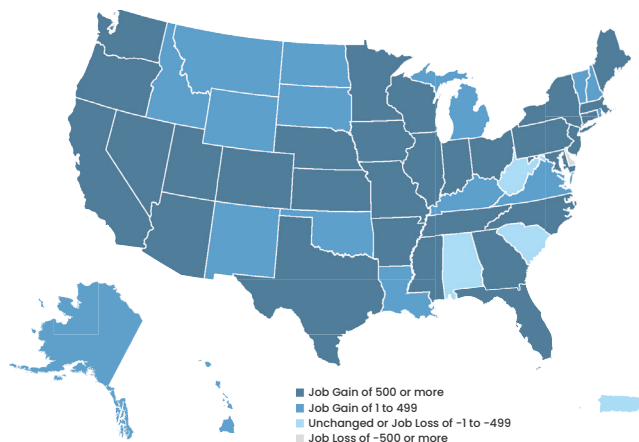 Job Gain of 500 or more
Job Gain of 1 to 499
Unchanged or Job Loss of -1 to -499
Job Loss of -500 or more